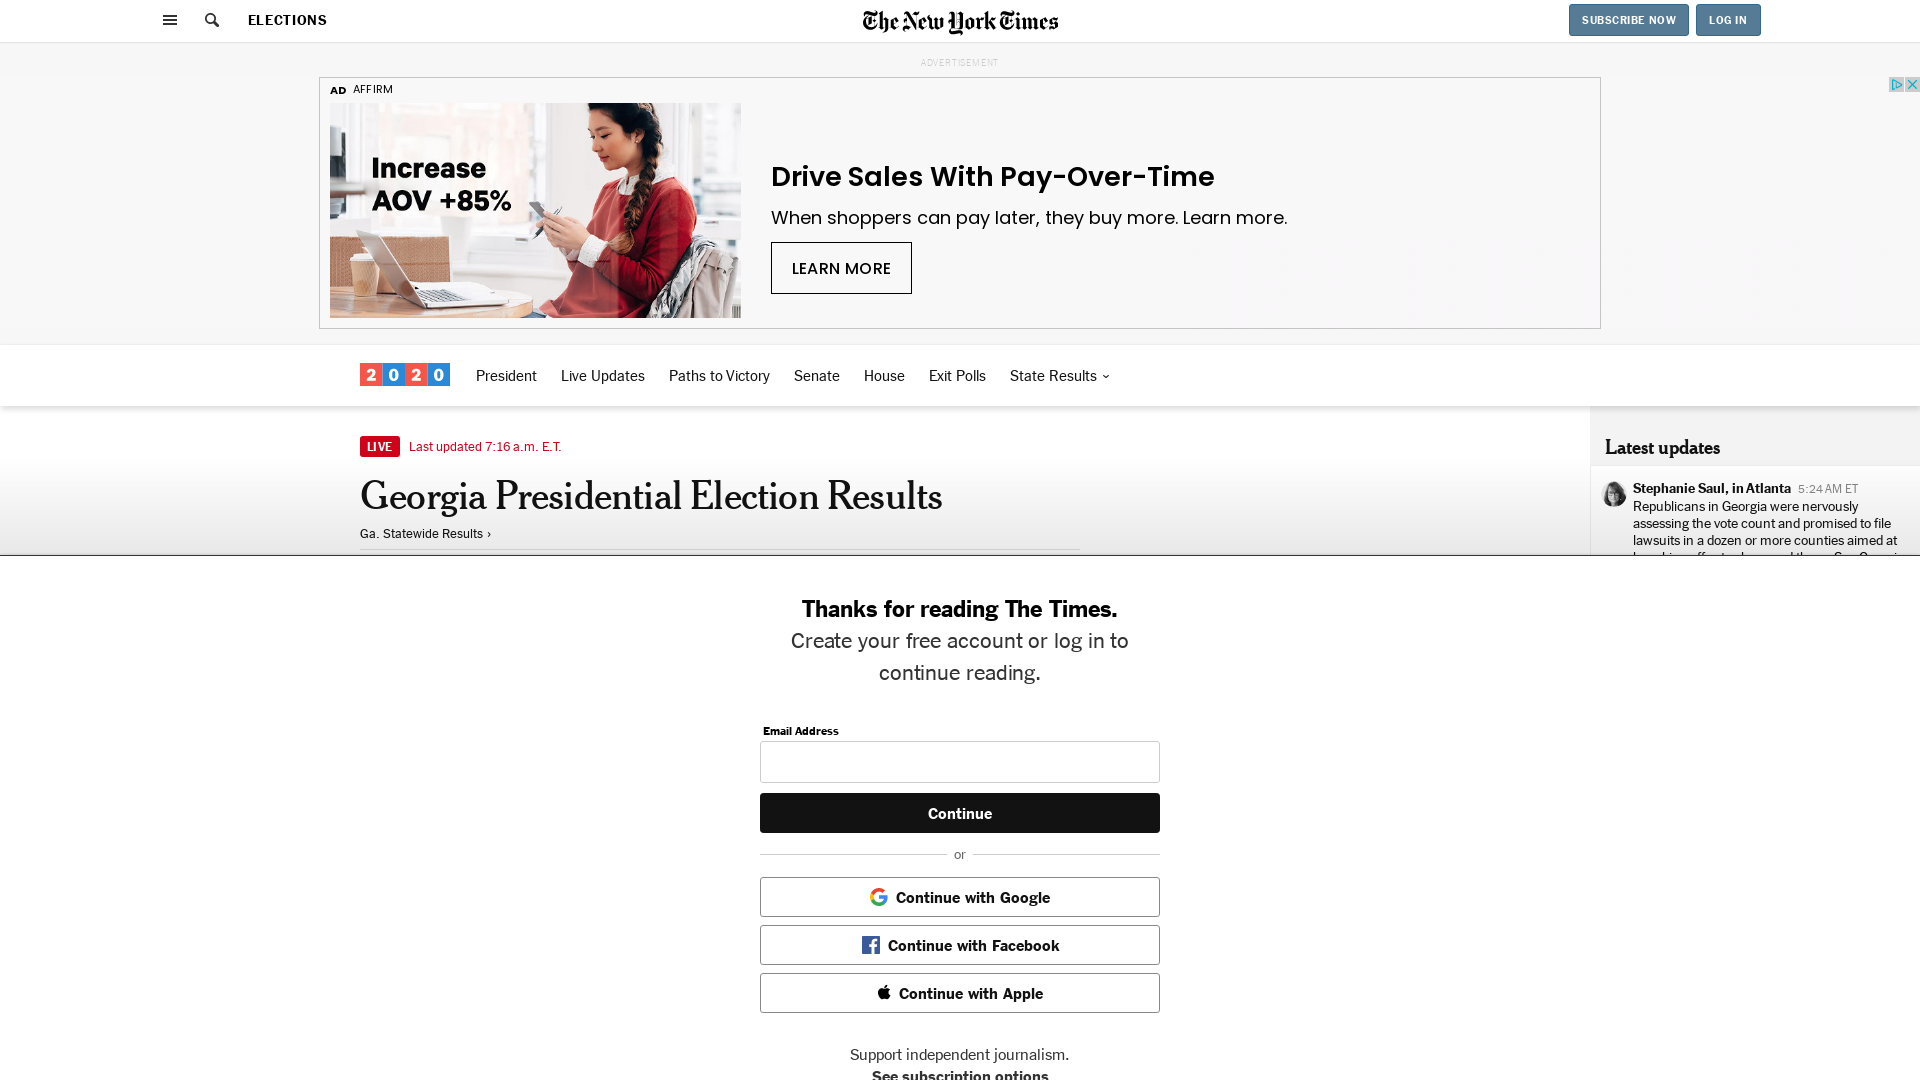 ELECTIONS
The New York Times
SUBSCRIBE NOW
LOG IN
ADVERTISEMENT
AD AFFIRM
Increase
AOV +85%
Drive Sales With Pay-Over-Time
When shoppers can pay later, they buy more. Learn more.
LEARN MORE
2020
President
Live Updates
Paths to Victory
Senate
House
Exit Polls
State Results
LIVE Last updated 7:16 a.m. E.T.
Georgia Presidential Election Results
Ga. Statewide Results ›
Latest updates
Stephanie Saul, in Atlanta 5:24 AM ET
Republicans in Georgia were nervously
assessing the vote count and promised to file
lawsuits in a dozen or more counties aimed at
Thanks for reading The Times.
Create your free account or log in to
continue reading.
Email Address
Continue
or
Continue with Google
Continue with Facebook
Continue with Apple
Support independent journalism.
See subscription options